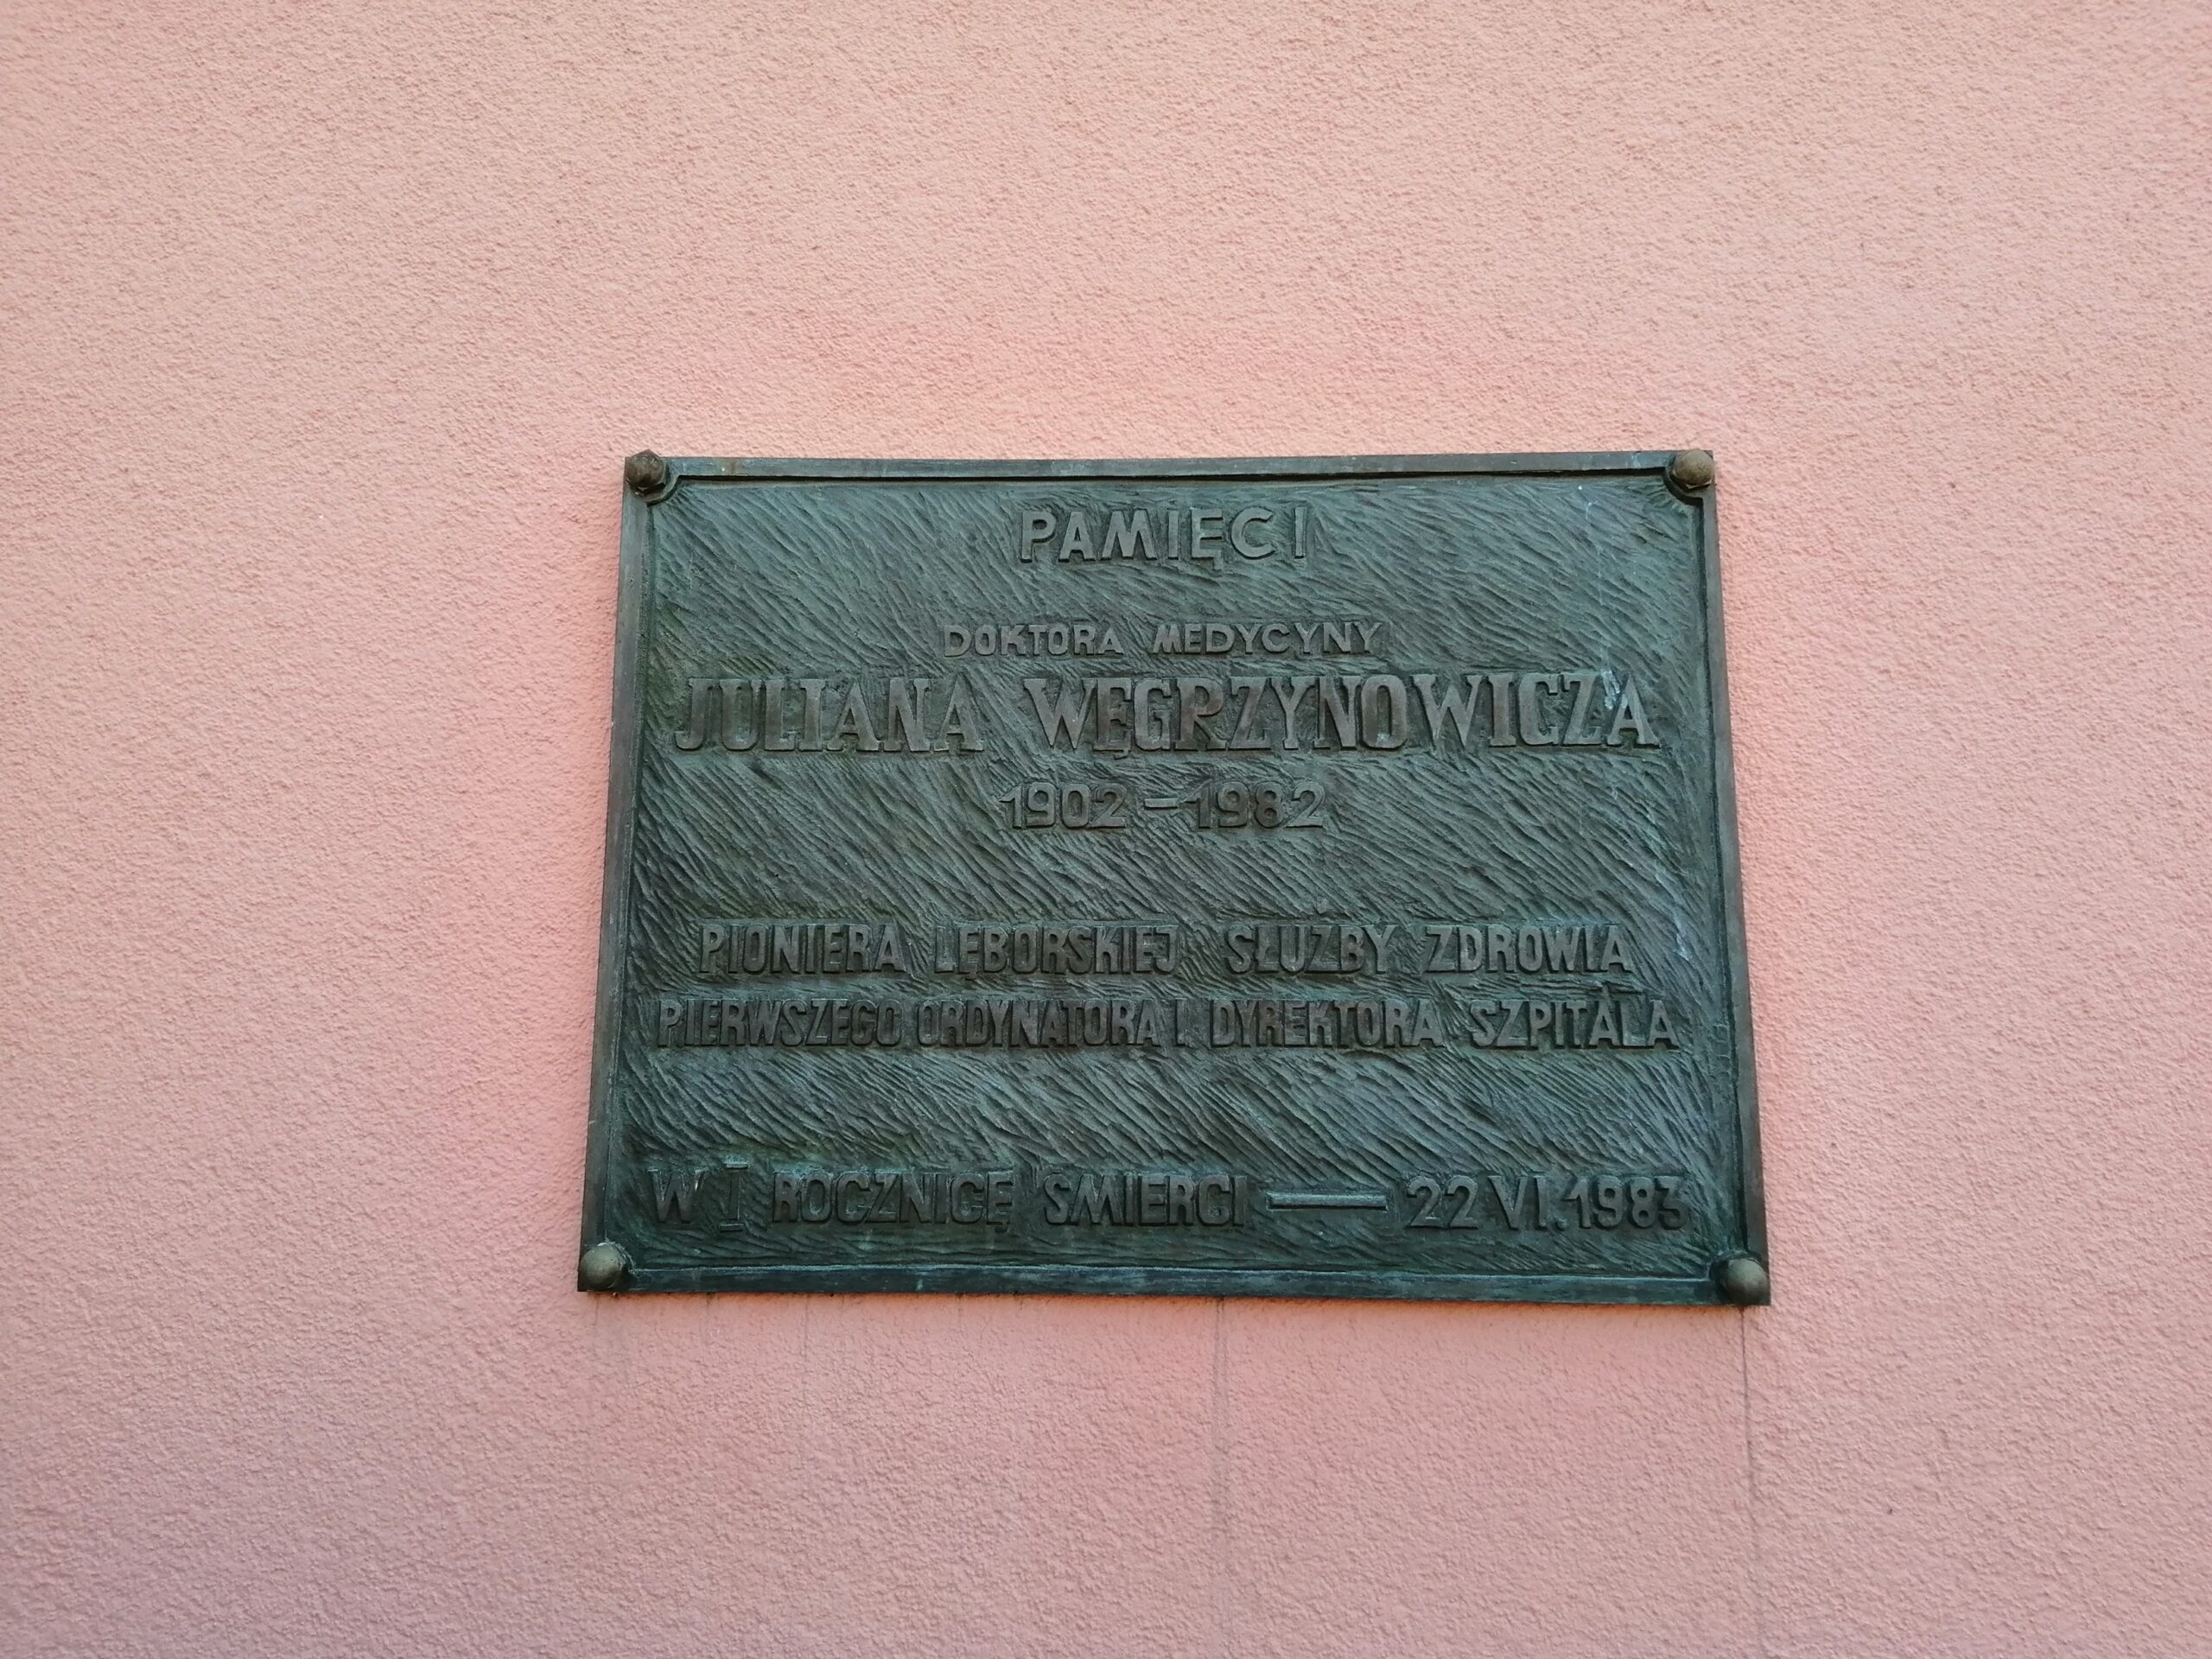 PAMIĘCI
DOKTORA MEDYCYNY
JULIANA WĘGRZYNOWICZA
1902 – 1982
PIONIERA LĘBORSKIEJ SŁUŻBY ZDROWIA
PIERWSZEGO ORDYNATORA I DYREKTORA SZPITALA
W I ROCZNICĘ ŚMIERCI — 22 VI. 1983